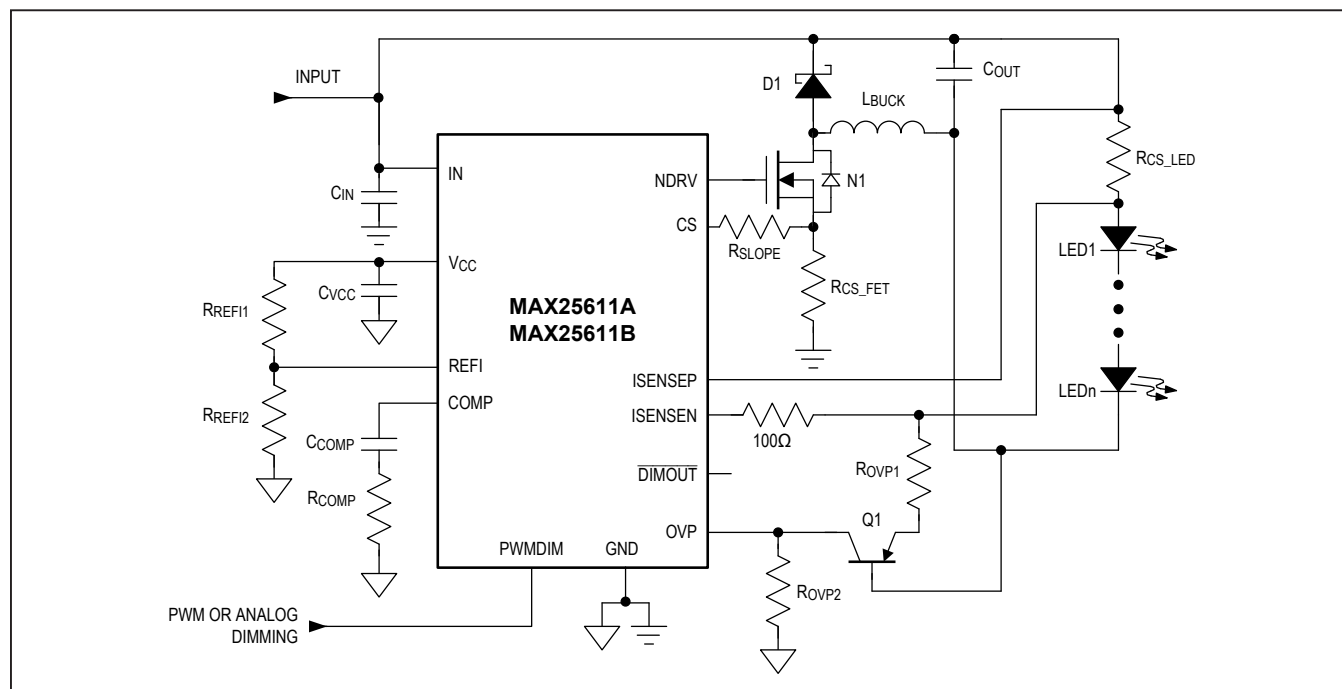 INPUT
D1
COUT
LBUCK
RCS_LED
IN
NDRV
N1
CIN
CS
RSLOPE
LED1
VCC
CVCC
RCS_FET
RREFI1
MAX25611A
MAX25611B
REFI
ISENSEP
LEDn
COMP
ISENSEN
RREFI2
100Ω
CCOMP
DIMOUT
ROVP1
RCOMP
Q1
OVP
PWMDIM
GND
ROVP2
PWM OR ANALOG
DIMMING